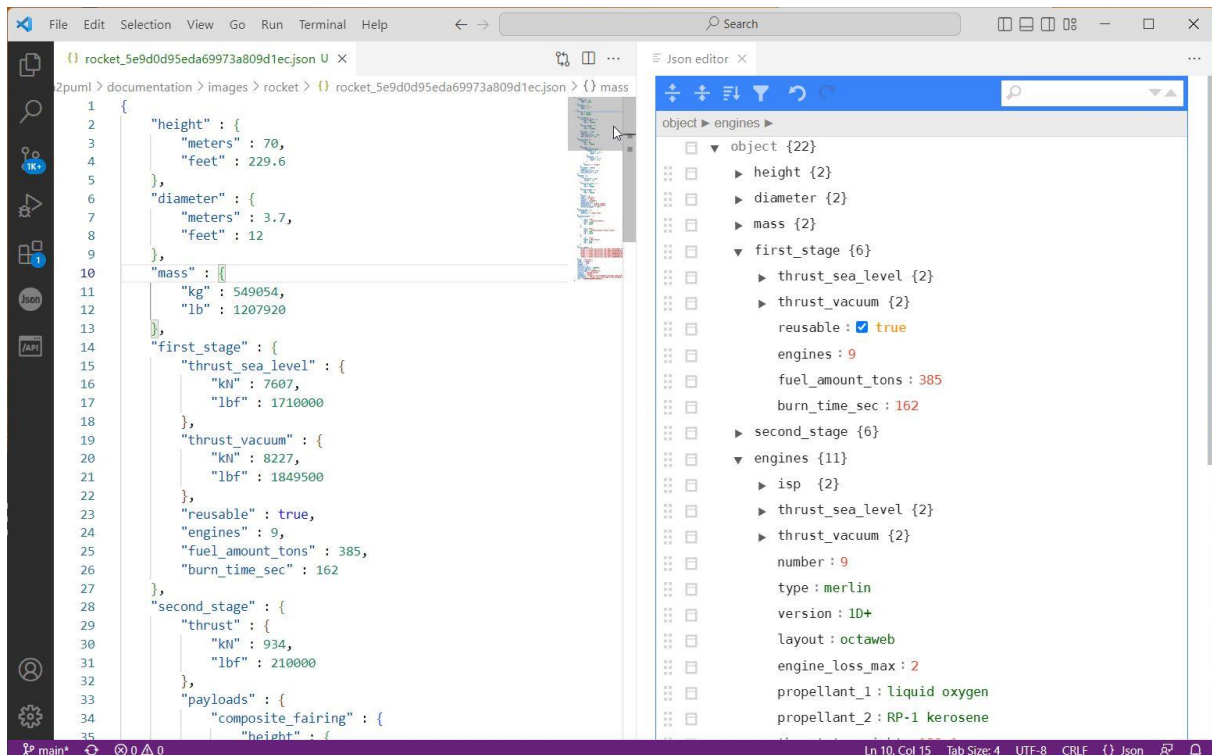 File Edit Selection View Go Run Terminal Help Search
rocket_5e9d0d95eda69973a809d1ec.json U
2puml > documentation > images > rocket > {} rocket_5e9d0d95eda69973a809d1ec.json > {} mass
1 {
2 "height" : {
3 "meters" : 70,
4 "feet" : 229.6
5 },
6 "diameter" : {
7 "meters" : 3.7,
8 "feet" : 12
9 },
10 "mass" : {
11 "kg" : 549054,
12 "lb" : 1207920
13 },
14 "first_stage" : {
15 "thrust_sea_level" : {
16 "kN" : 7607,
17 "lbf" : 1710000
18 },
19 "thrust_vacuum" : {
20 "kN" : 8227,
21 "lbf" : 1849500
22 },
23 "reusable" : true,
24 "engines" : 9,
25 "fuel_amount_tons" : 385,
26 "burn_time_sec" : 162
27 },
28 "second_stage" : {
29 "thrust" : {
30 "kN" : 934,
31 "lbf" : 210000
32 },
33 "payloads" : {
34 "composite_fairing" : {
35 "height" : {
1K+
1
Json
/API
Json editor
object ▶ engines ▶
object {22}
height {2}
diameter {2}
mass {2}
first_stage {6}
thrust_sea_level {2}
thrust_vacuum {2}
reusable : true
engines : 9
fuel_amount_tons : 385
burn_time_sec : 162
second_stage {6}
engines {11}
isp {2}
thrust_sea_level {2}
thrust_vacuum {2}
number : 9
type : merlin
version : 1D+
layout : octaweb
engine_loss_max : 2
propellant_1 : liquid oxygen
propellant_2 : RP-1 kerosene
main* 0 0 Ln 10, Col 15 Tab Size: 4 UTF-8 CRLF {} Json